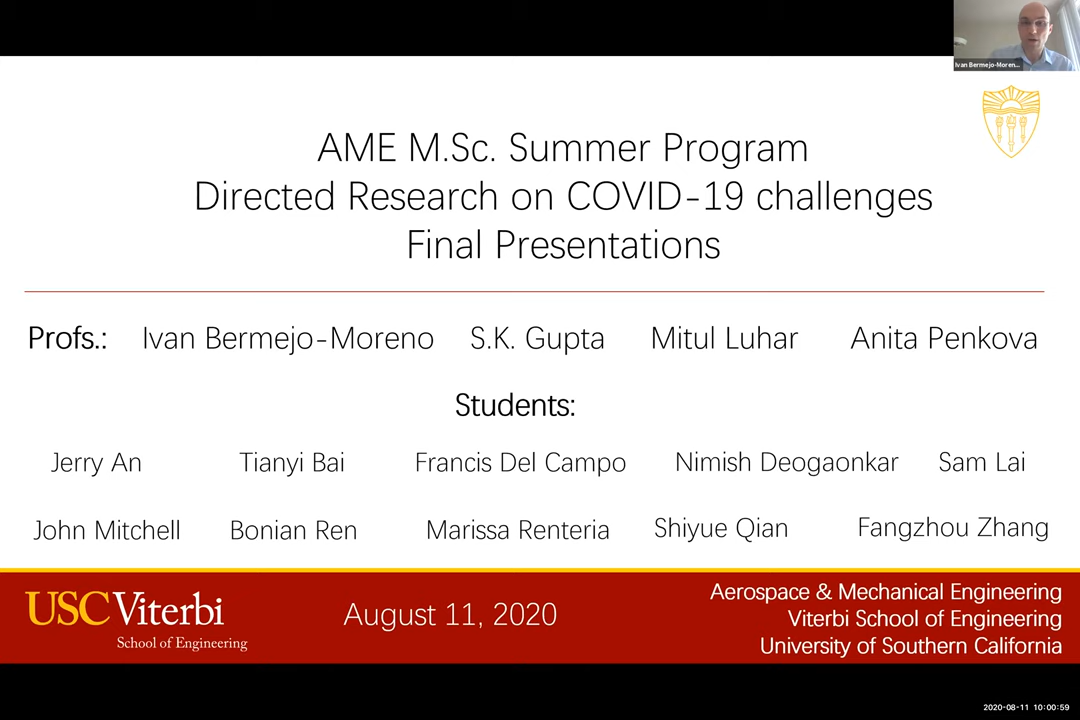 Ivan Bermejo-Moren...
AME M.Sc. Summer Program
Directed Research on COVID-19 challenges
Final Presentations
Profs.: Ivan Bermejo-Moreno S.K. Gupta Mitul Luhar Anita Penkova
Students:
Jerry An Tianyi Bai Francis Del Campo Nimish Deogaonkar Sam Lai
John Mitchell Bonian Ren Marissa Renteria Shiyue Qian Fangzhou Zhang
USC Viterbi
School of Engineering
August 11, 2020
Aerospace & Mechanical Engineering
Viterbi School of Engineering
University of Southern California
2020-08-11 10:00:59